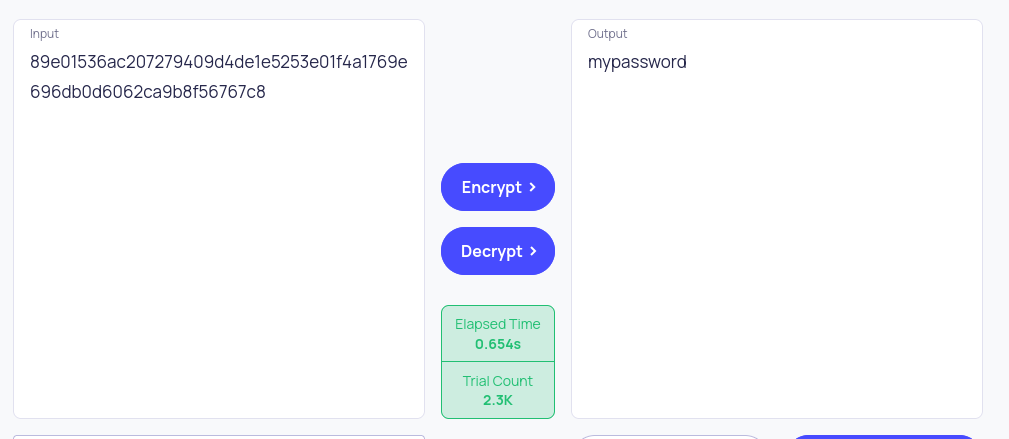 Input
89e01536ac207279409d4de1e5253e01f4a1769e
696db0d6062ca9b8f56767c8
Output
mypassword
Encrypt >
Decrypt >
Elapsed Time
0.654s
Trial Count
2.3K